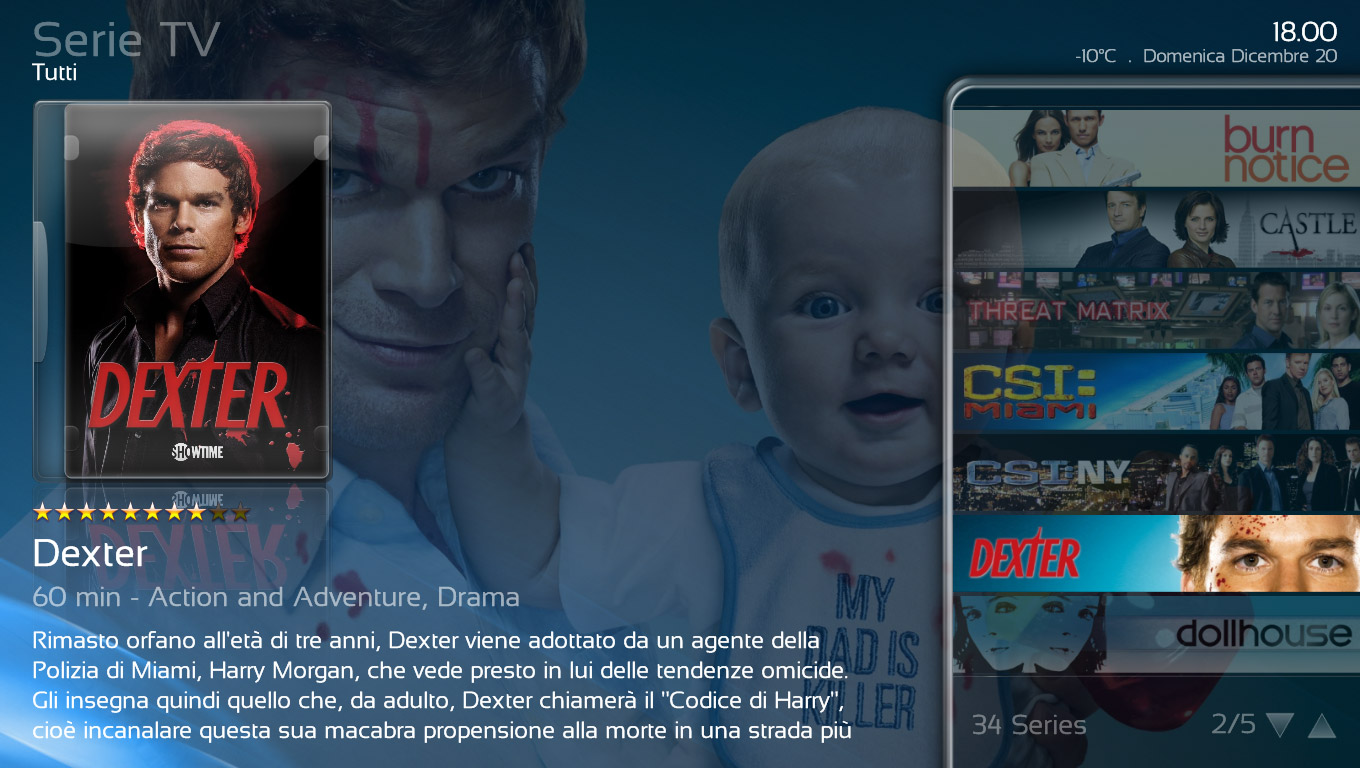 Serie TV
Tutti
18.00
-10°C . Domenica Dicembre 20
DEXTER
SHOWTIME
Dexter
60 min - Action and Adventure, Drama
Rimasto orfano all'età di tre anni, Dexter viene adottato da un agente della
Polizia di Miami, Harry Morgan, che vede presto in lui delle tendenze omicide.
Gli insegna quindi quello che, da adulto, Dexter chiamerà il "Codice di Harry",
cioè incanalare questa sua macabra propensione alla morte in una strada più
MY
DAD IS
KILLER
burn
notice
CASTLE
THREAT MATRIX
CSI:
MIAMI
CSI:NY
DEXTER
dollhouse
34 Series
2/5